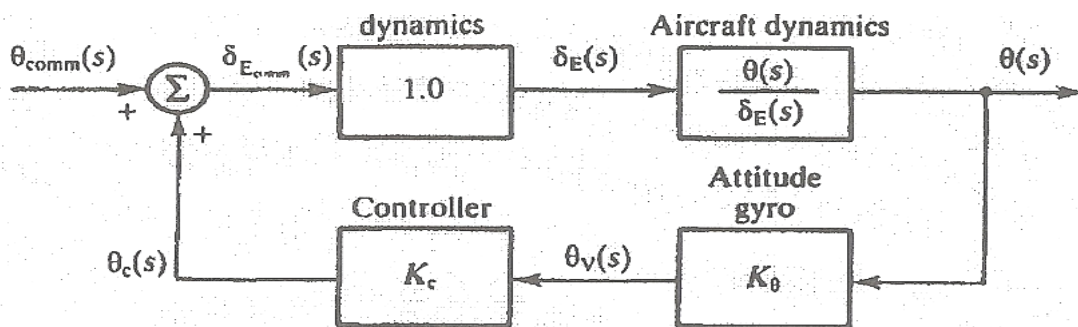 dynamics
Aircraft dynamics
θcomm(s)
+
Σ
+
δEcomm (s)
1.0
δE(s)
θ(s)
δE(s)
θ(s)
Controller
Attitude
gyro
θc(s)
Kc
θv(s)
Kθ